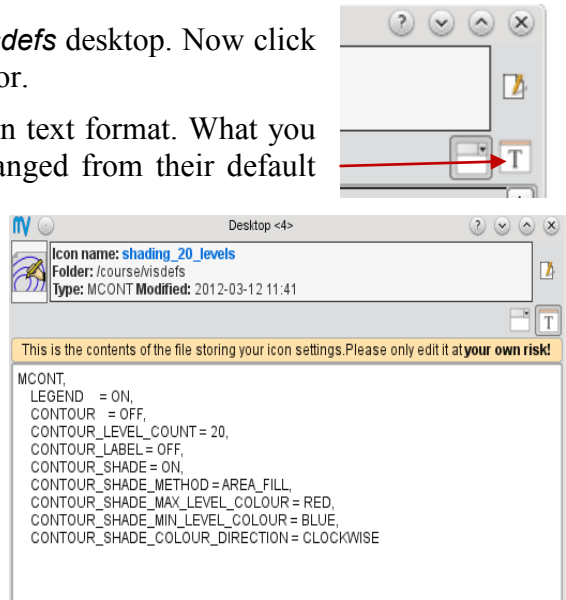 defs desktop. Now click
or.
n text format. What you
anged from their default
T
Desktop <4>
Icon name: shading_20_levels
Folder: /course/visdefs
Type: MCONT Modified: 2012-03-12 11:41
T
This is the contents of the file storing your icon settings.Please only edit it at your own risk!
MCONT,
LEGEND = ON,
CONTOUR = OFF,
CONTOUR_LEVEL_COUNT = 20,
CONTOUR_LABEL = OFF,
CONTOUR_SHADE = ON,
CONTOUR_SHADE_METHOD = AREA_FILL,
CONTOUR_SHADE_MAX_LEVEL_COLOUR = RED,
CONTOUR_SHADE_MIN_LEVEL_COLOUR = BLUE,
CONTOUR_SHADE_COLOUR_DIRECTION = CLOCKWISE